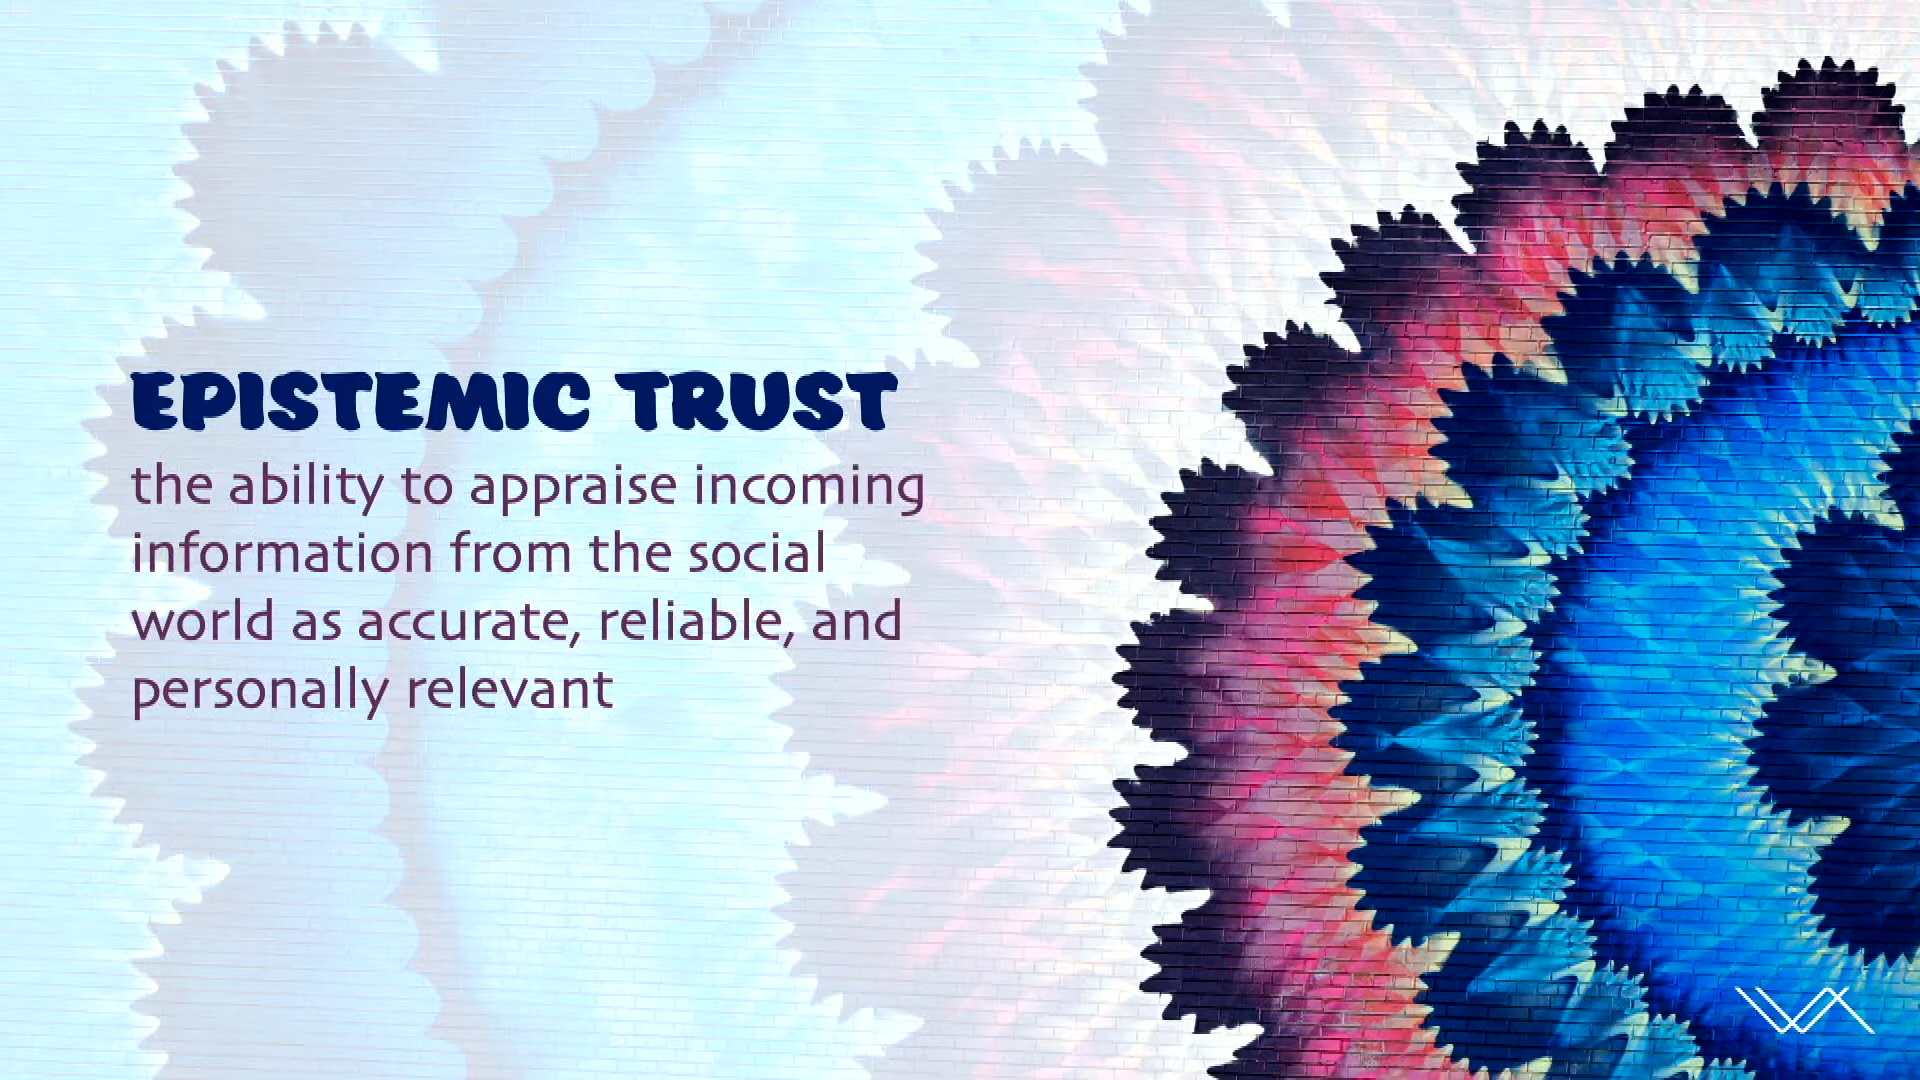 EPISTEMIC TRUST
the ability to appraise incoming
information from the social
world as accurate, reliable, and
personally relevant